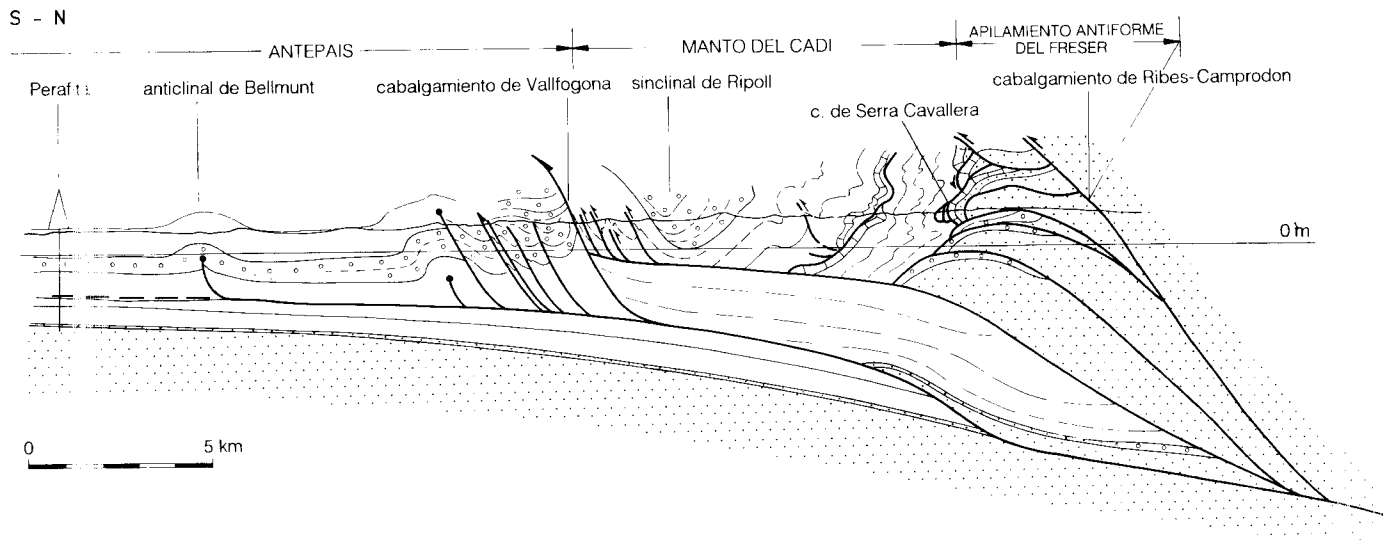 S - N
ANTEPAIS
MANTO DEL CADI
APILAMIENTO ANTIFORME
DEL FRESER
anticlinal de Bellmunt
cabalgamiento de Vallfogona
sinclinal de Ripoll
cabalgamiento de Ribes-Camprodon
c. de Serra Cavallera
0 m
0
5 km